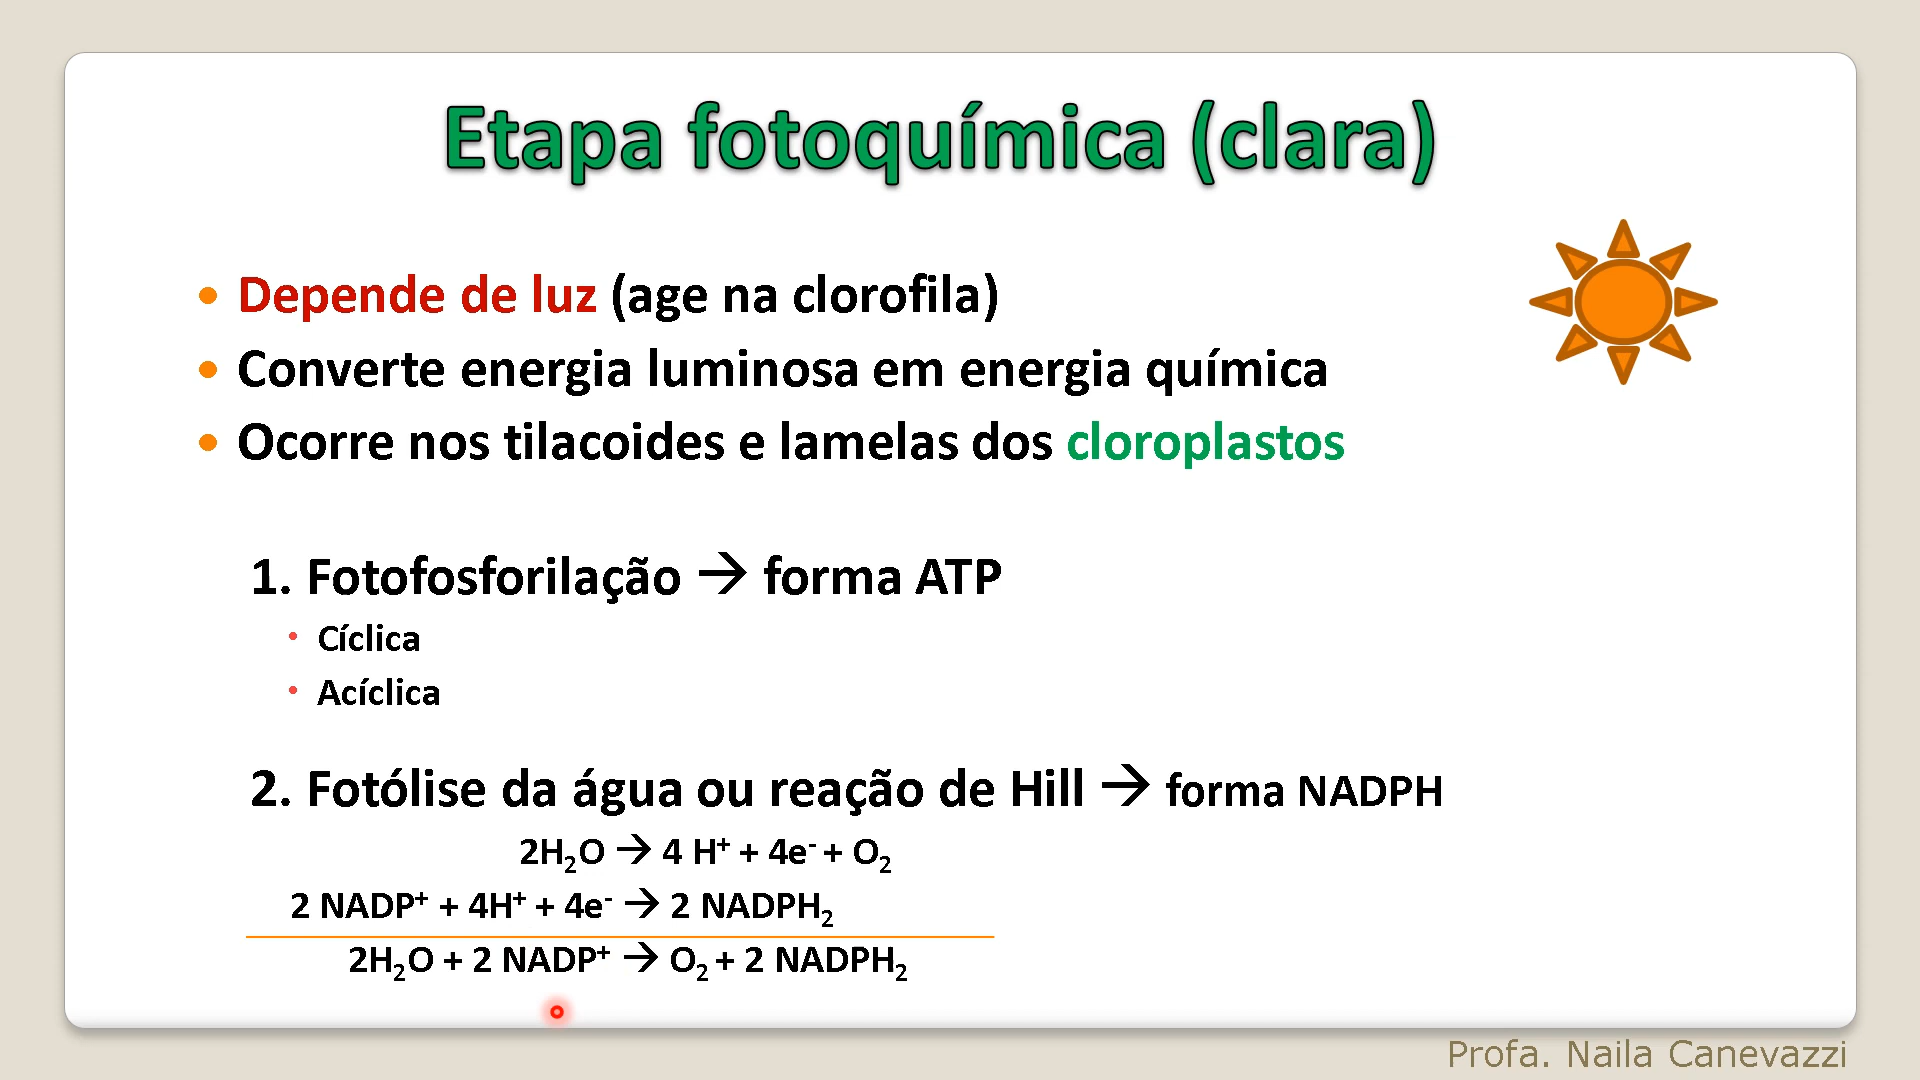 Etapa fotoquímica (clara)
• Depende de luz (age na clorofila)
• Converte energia luminosa em energia química
• Ocorre nos tilacoides e lamelas dos cloroplastos
1. Fotofosforilação → forma ATP
• Cíclica
• Acíclica
2. Fotólise da água ou reação de Hill → forma NADPH
2H₂O → 4 H⁺ + 4e⁻ + O₂
2 NADP⁺ + 4H⁺ + 4e⁻ → 2 NADPH₂
2H₂O + 2 NADP⁺ → O₂ + 2 NADPH₂
Profa. Naila Canevazzi